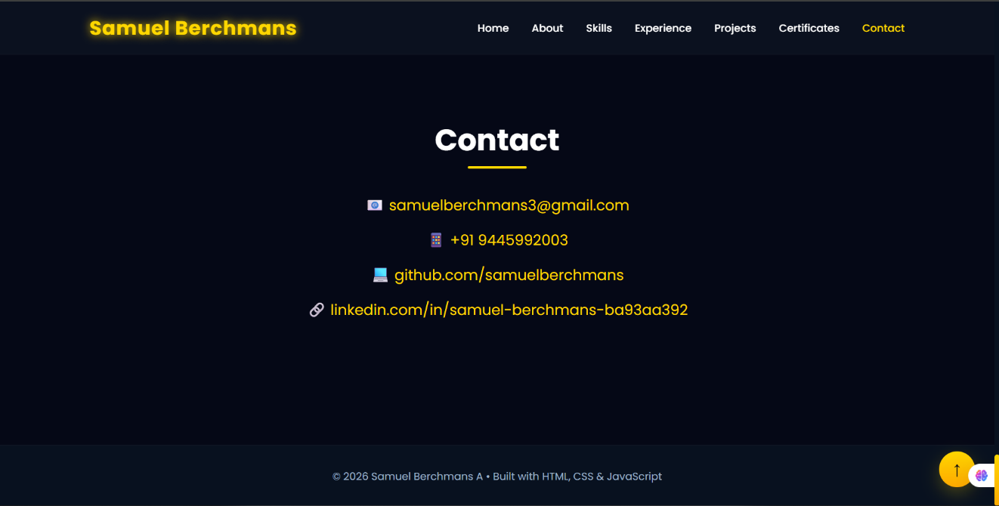 Samuel Berchmans
Home About Skills Experience Projects Certificates Contact
Contact
samuelberchmans3@gmail.com
+91 9445992003
github.com/samuelberchmans
linkedin.com/in/samuel-berchmans-ba93aa392
© 2026 Samuel Berchmans A • Built with HTML, CSS & JavaScript
↑